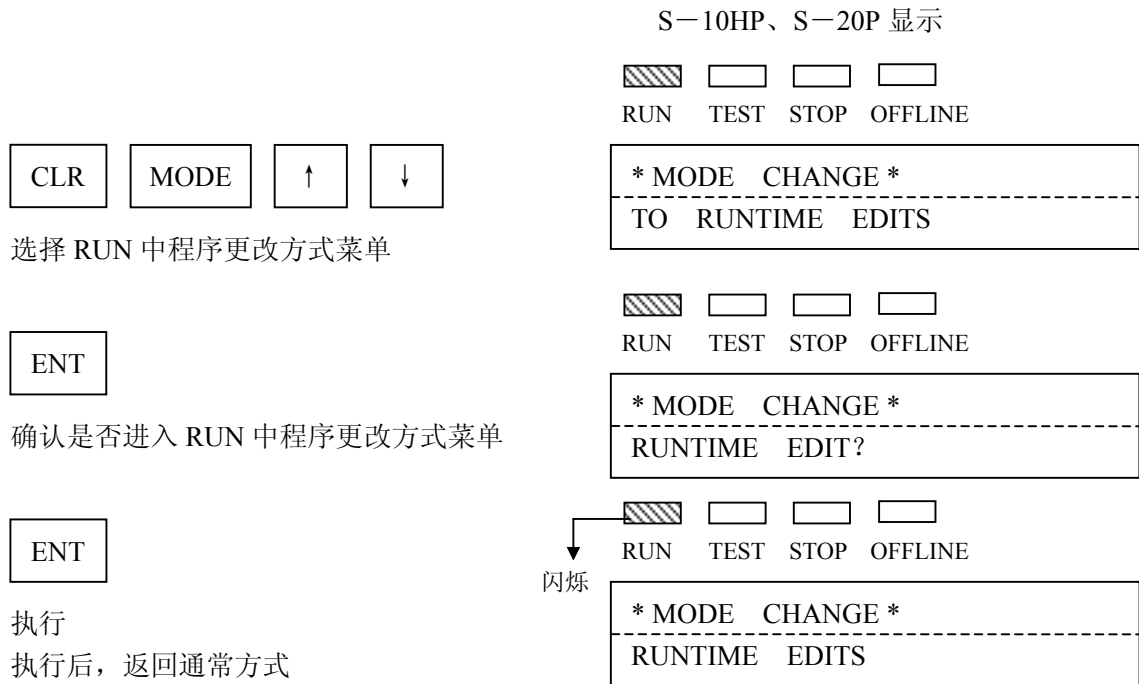 S－10HP、S－20P 显示
RUN TEST STOP OFFLINE
CLR MODE ↑ ↓
* MODE CHANGE *
TO RUNTIME EDITS
选择 RUN 中程序更改方式菜单
RUN TEST STOP OFFLINE
ENT
* MODE CHANGE *
RUNTIME EDIT？
确认是否进入 RUN 中程序更改方式菜单
RUN TEST STOP OFFLINE
闪烁
ENT
* MODE CHANGE *
RUNTIME EDITS
执行
执行后，返回通常方式